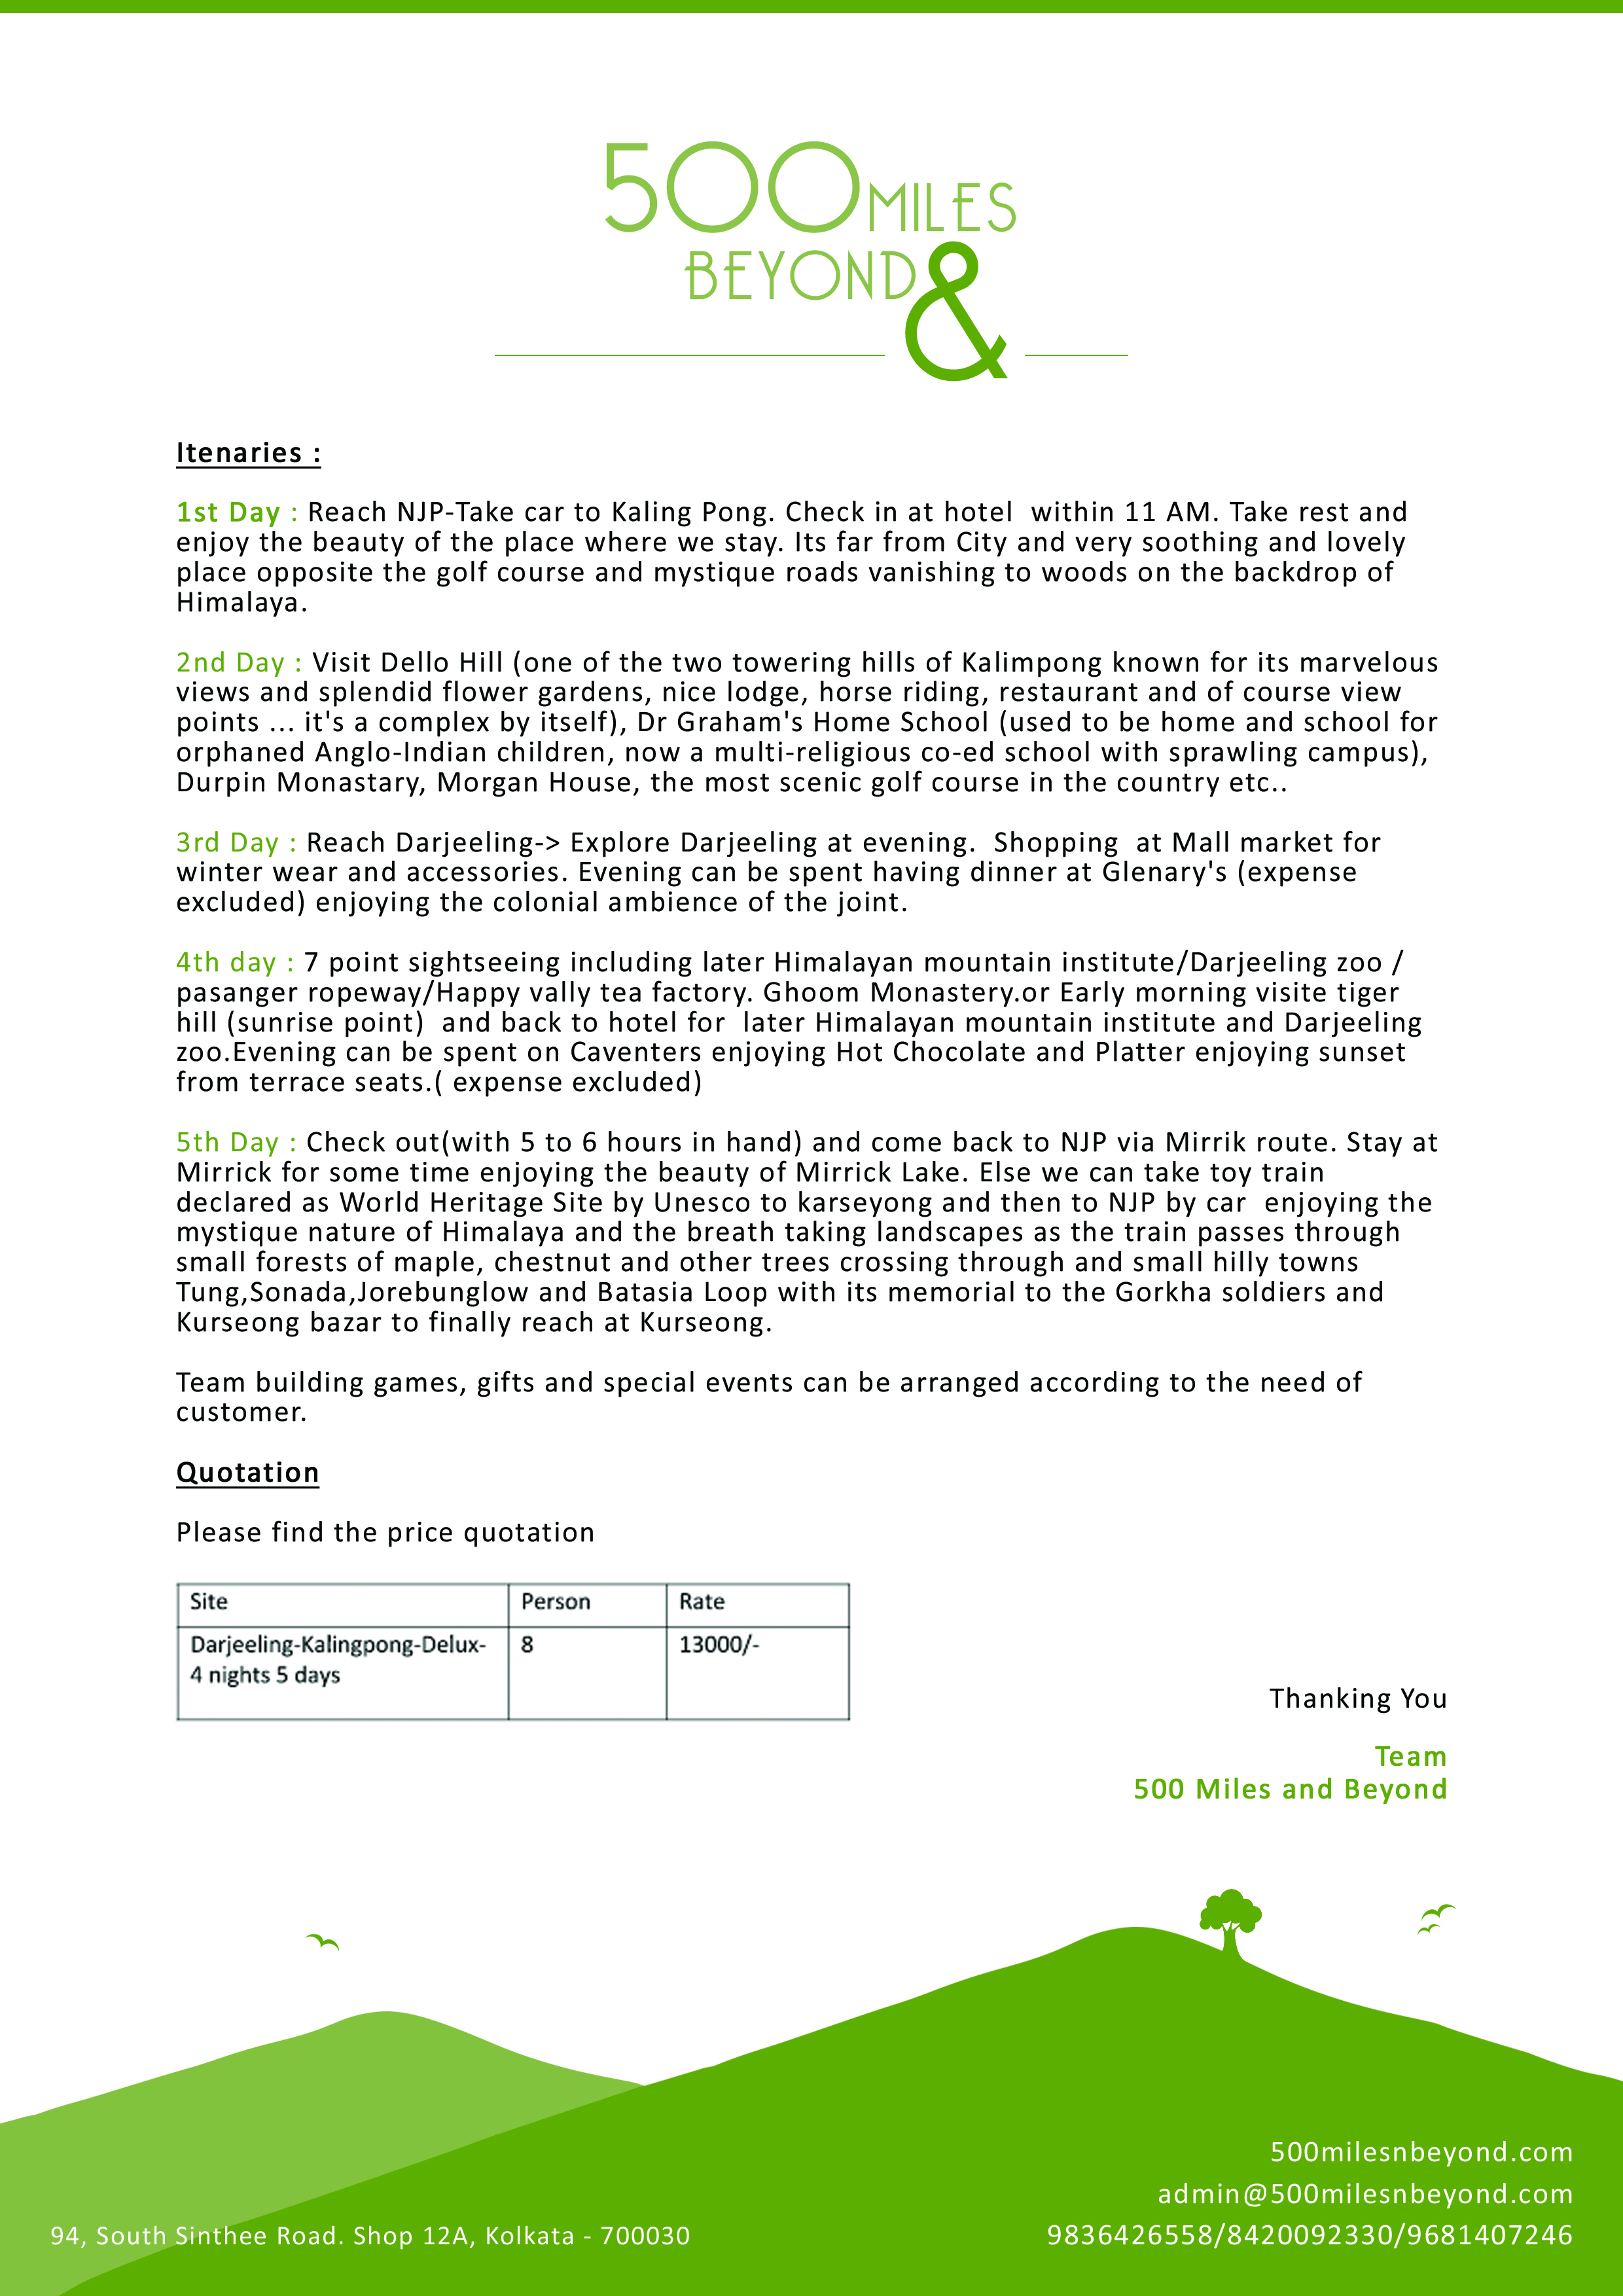 500 MILES
BEYOND &
Itenaries :
1st Day : Reach NJP-Take car to Kaling Pong. Check in at hotel  within 11 AM. Take rest and
enjoy the beauty of the place where we stay. Its far from City and very soothing and lovely
place opposite the golf course and mystique roads vanishing to woods on the backdrop of
Himalaya.
2nd Day : Visit Dello Hill (one of the two towering hills of Kalimpong known for its marvelous
views and splendid flower gardens, nice lodge, horse riding, restaurant and of course view
points ... it's a complex by itself), Dr Graham's Home School (used to be home and school for
orphaned Anglo-Indian children, now a multi-religious co-ed school with sprawling campus),
Durpin Monastary, Morgan House, the most scenic golf course in the country etc..
3rd Day : Reach Darjeeling-> Explore Darjeeling at evening.  Shopping  at Mall market for
winter wear and accessories. Evening can be spent having dinner at Glenary's (expense
excluded) enjoying the colonial ambience of the joint.
4th day : 7 point sightseeing including later Himalayan mountain institute/Darjeeling zoo /
pasanger ropeway/Happy vally tea factory. Ghoom Monastery.or Early morning visite tiger
hill (sunrise point)  and back to hotel for  later Himalayan mountain institute and Darjeeling
zoo.Evening can be spent on Caventers enjoying Hot Chocolate and Platter enjoying sunset
from terrace seats.( expense excluded)
5th Day : Check out(with 5 to 6 hours in hand) and come back to NJP via Mirrik route. Stay at
Mirrick for some time enjoying the beauty of Mirrick Lake. Else we can take toy train
declared as World Heritage Site by Unesco to karseyong and then to NJP by car  enjoying the
mystique nature of Himalaya and the breath taking landscapes as the train passes through
small forests of maple, chestnut and other trees crossing through and small hilly towns
Tung,Sonada,Jorebunglow and Batasia Loop with its memorial to the Gorkha soldiers and
Kurseong bazar to finally reach at Kurseong.
Team building games, gifts and special events can be arranged according to the need of
customer.
Quotation
Please find the price quotation
Site Person Rate
Darjeeling-Kalingpong-Delux- 8 13000/-
4 nights 5 days
Thanking You
Team
500 Miles and Beyond
500milesnbeyond.com
admin@500milesnbeyond.com
94, South Sinthee Road. Shop 12A, Kolkata - 700030 9836426558/8420092330/9681407246